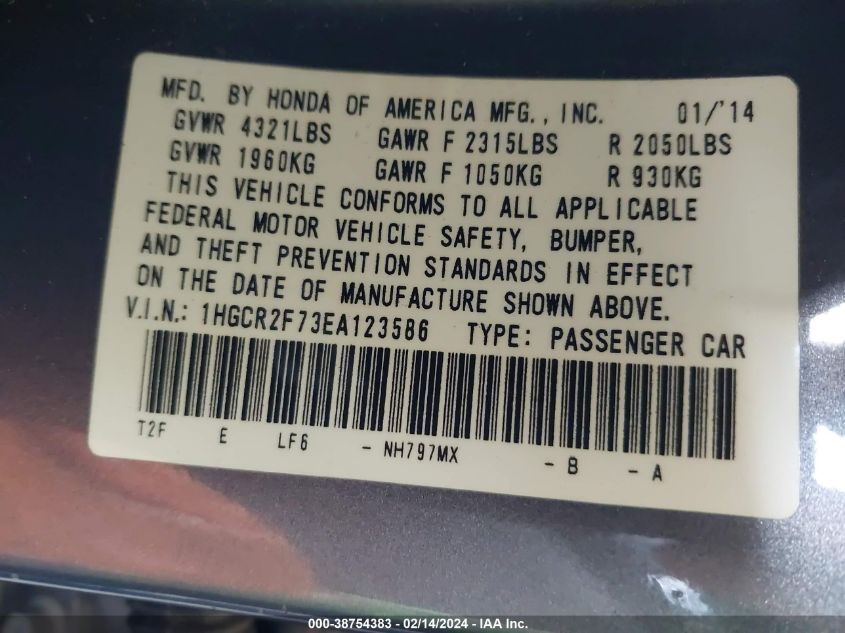 MFD. BY HONDA OF AMERICA MFG., INC. 01/'14
GVWR 4321LBS GAWR F 2315LBS R 2050LBS
GVWR 1960KG GAWR F 1050KG R 930KG
THIS VEHICLE CONFORMS TO ALL APPLICABLE
FEDERAL MOTOR VEHICLE SAFETY, BUMPER,
AND THEFT PREVENTION STANDARDS IN EFFECT
ON THE DATE OF MANUFACTURE SHOWN ABOVE.
V.I.N.: 1HGCR2F73EA123586 TYPE: PASSENGER CAR
T2F E LF6 - NH797MX - B - A
000-38754383 - 02/14/2024 - IAA Inc.